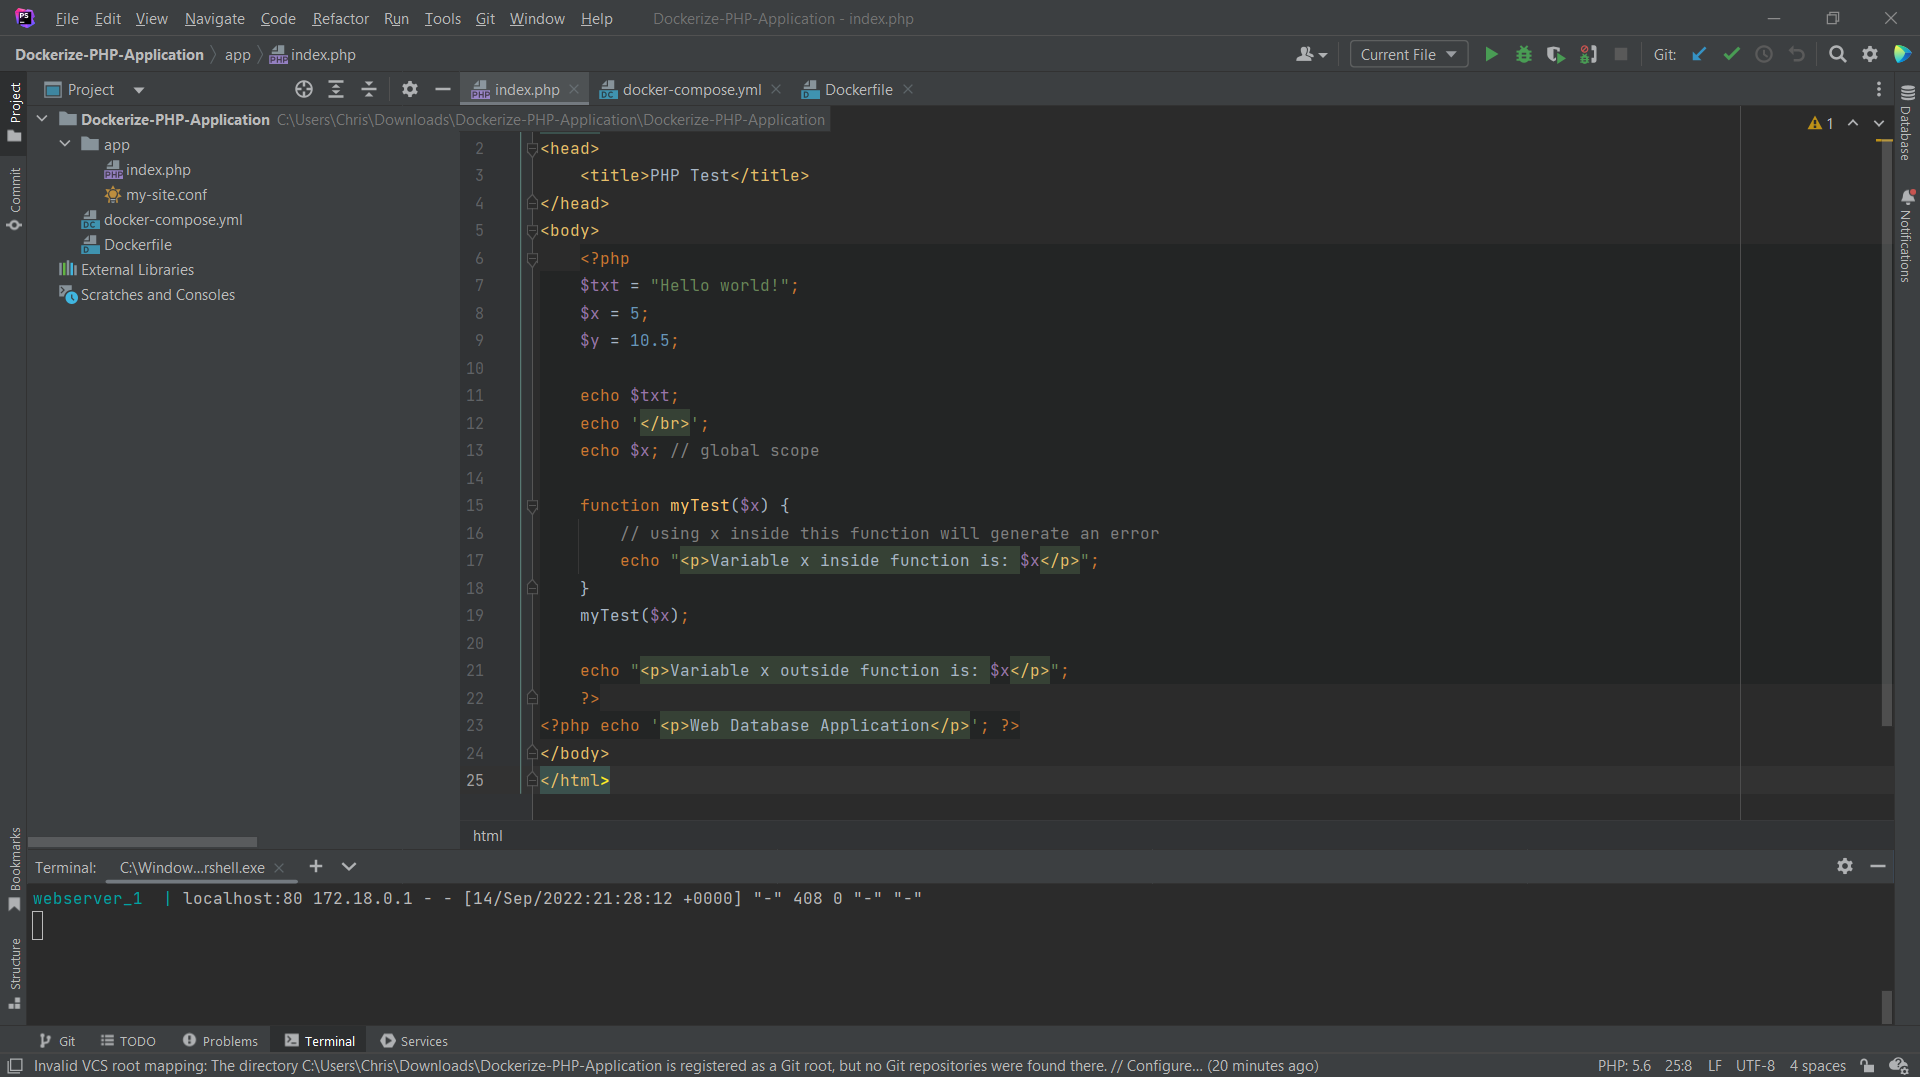 File Edit View Navigate Code Refactor Run Tools Git Window Help Dockerize-PHP-Application - index.php
Dockerize-PHP-Application app index.php Current File Git:
Project
index.php docker-compose.yml Dockerfile
Dockerize-PHP-Application C:\Users\Chris\Downloads\Dockerize-PHP-Application\Dockerize-PHP-Application
app
index.php
my-site.conf
docker-compose.yml
Dockerfile
External Libraries
Scratches and Consoles
1
2 <head>
3 <title>PHP Test</title>
4 </head>
5 <body>
6 <?php
7 $txt = "Hello world!";
8 $x = 5;
9 $y = 10.5;
10
11 echo $txt;
12 echo '</br>';
13 echo $x; // global scope
14
15 function myTest($x) {
16 // using x inside this function will generate an error
17 echo "<p>Variable x inside function is: $x</p>";
18 }
19 myTest($x);
20
21 echo "<p>Variable x outside function is: $x</p>";
22 ?>
23 <?php echo '<p>Web Database Application</p>'; ?>
24 </body>
25 </html>
html
Project
Commit
Bookmarks
Structure
Database
Notifications
Terminal: C:\Window...rshell.exe
webserver_1 | localhost:80 172.18.0.1 - - [14/Sep/2022:21:28:12 +0000] "-" 408 0 "-" "-"
Git TODO Problems Terminal Services
Invalid VCS root mapping: The directory C:\Users\Chris\Downloads\Dockerize-PHP-Application is registered as a Git root, but no Git repositories were found there. // Configure... (20 minutes ago) PHP: 5.6 25:8 LF UTF-8 4 spaces